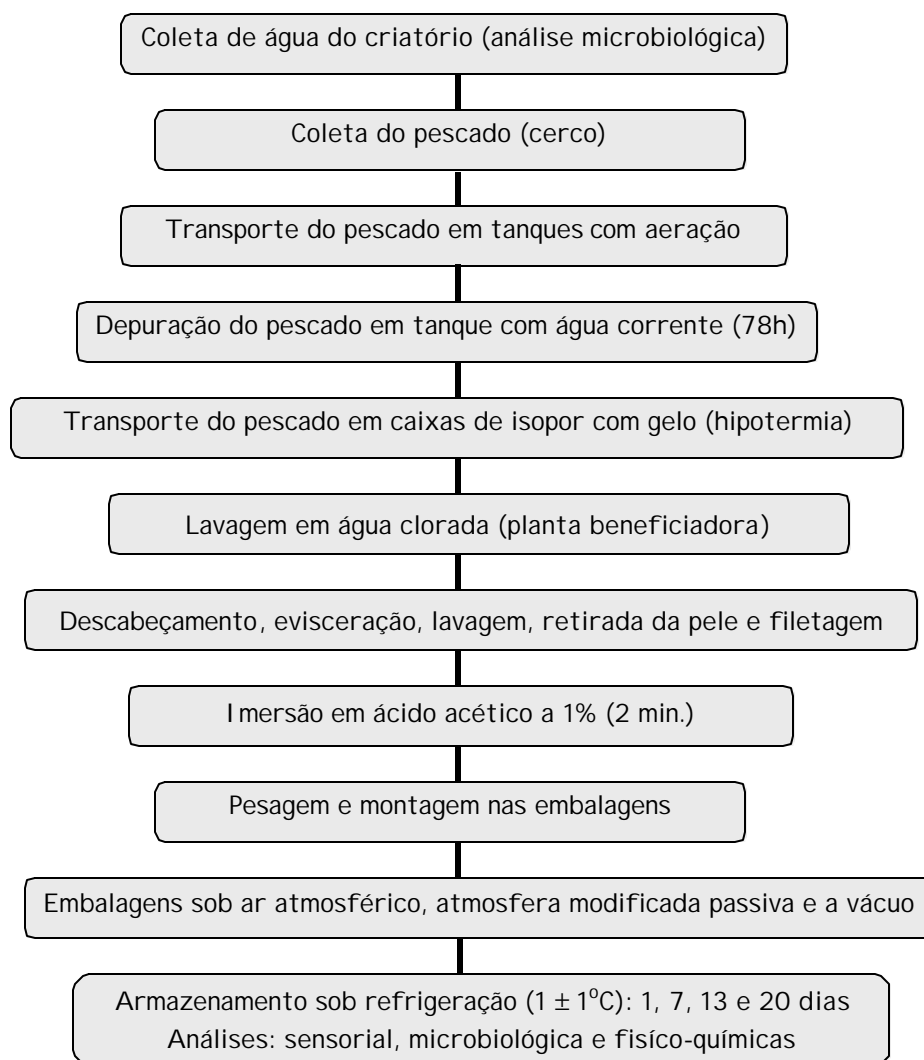 Coleta de água do criatório (análise microbiológica)
Coleta do pescado (cerco)
Transporte do pescado em tanques com aeração
Depuração do pescado em tanque com água corrente (78h)
Transporte do pescado em caixas de isopor com gelo (hipotermia)
Lavagem em água clorada (planta beneficiadora)
Descabeçamento, evisceração, lavagem, retirada da pele e filetagem
Imersão em ácido acético a 1% (2 min.)
Pesagem e montagem nas embalagens
Embalagens sob ar atmosférico, atmosfera modificada passiva e a vácuo
Armazenamento sob refrigeração (1 ± 1ºC): 1, 7, 13 e 20 dias
Análises: sensorial, microbiológica e fisíco-químicas